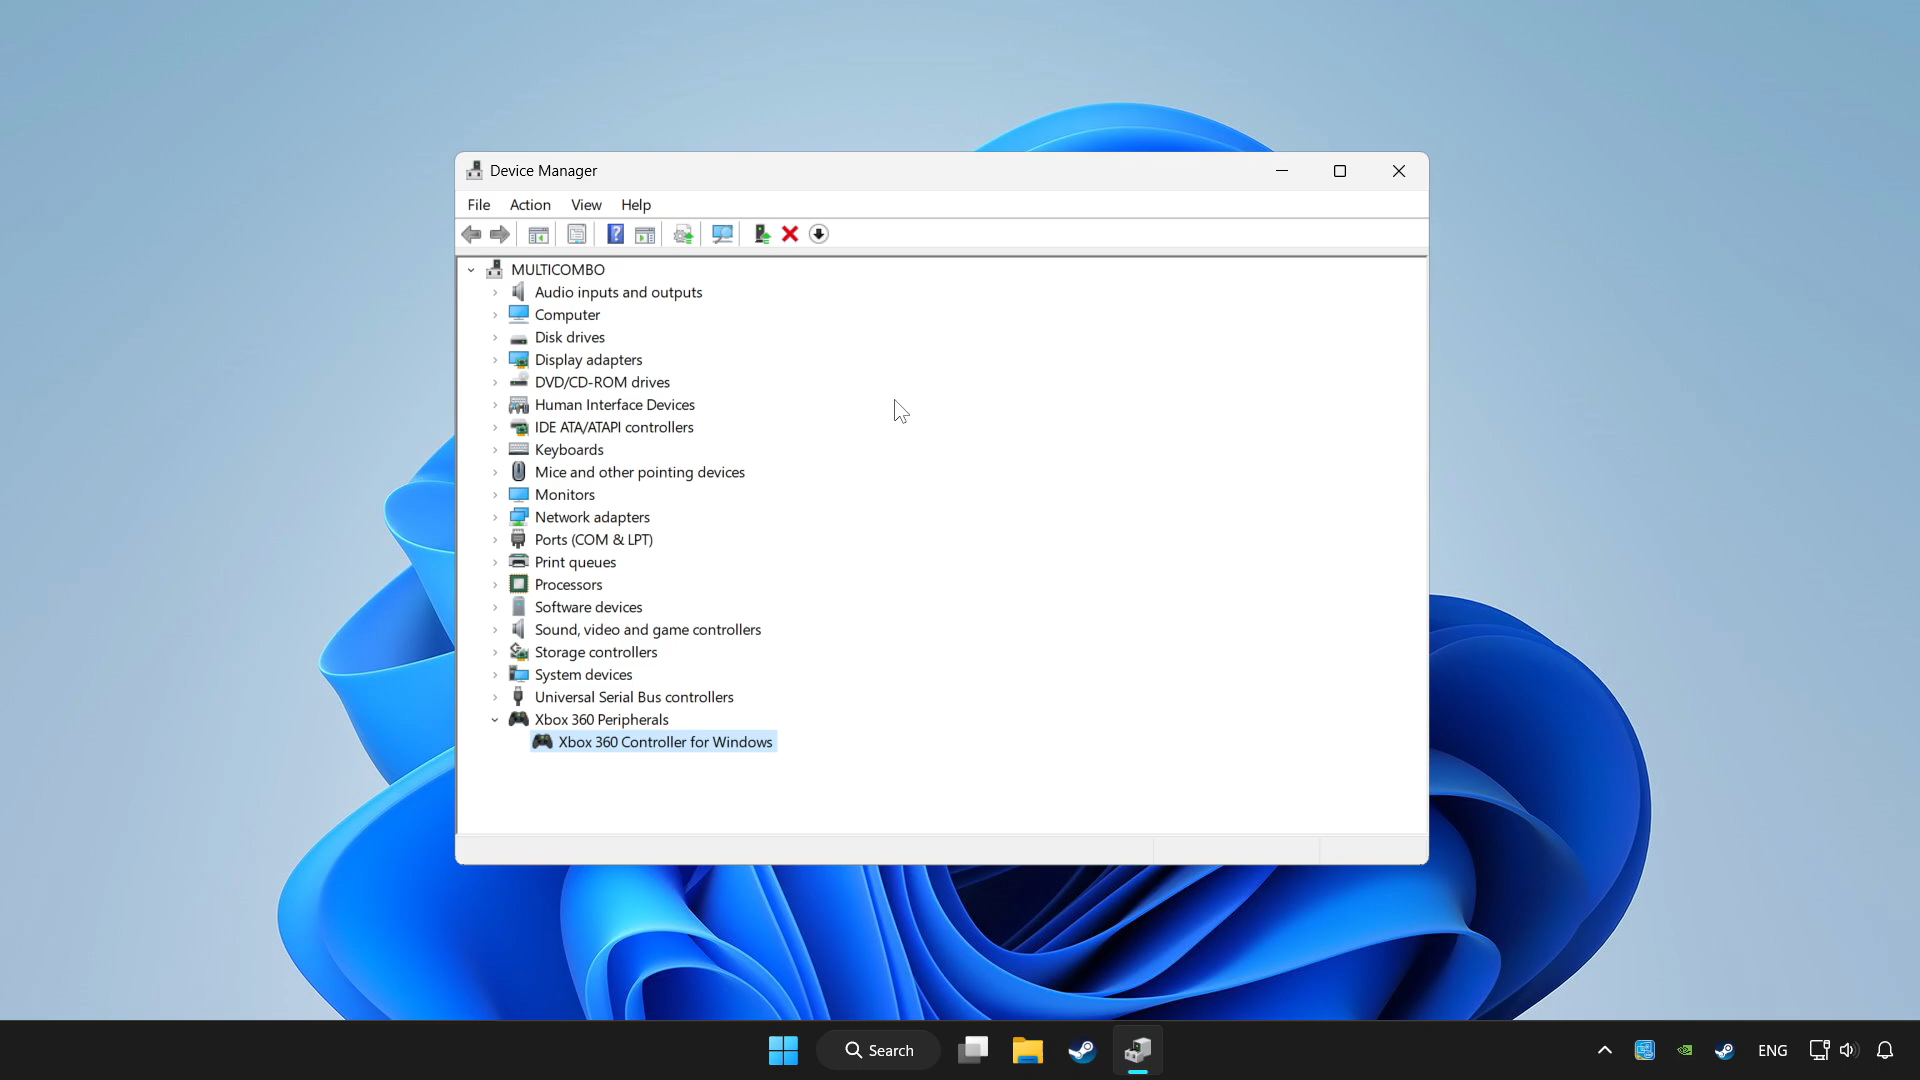 Device Manager
File Action View Help
MULTICOMBO
Audio inputs and outputs
Computer
Disk drives
Display adapters
DVD/CD-ROM drives
Human Interface Devices
IDE ATA/ATAPI controllers
Keyboards
Mice and other pointing devices
Monitors
Network adapters
Ports (COM & LPT)
Print queues
Processors
Software devices
Sound, video and game controllers
Storage controllers
System devices
Universal Serial Bus controllers
Xbox 360 Peripherals
Xbox 360 Controller for Windows
Search
ENG